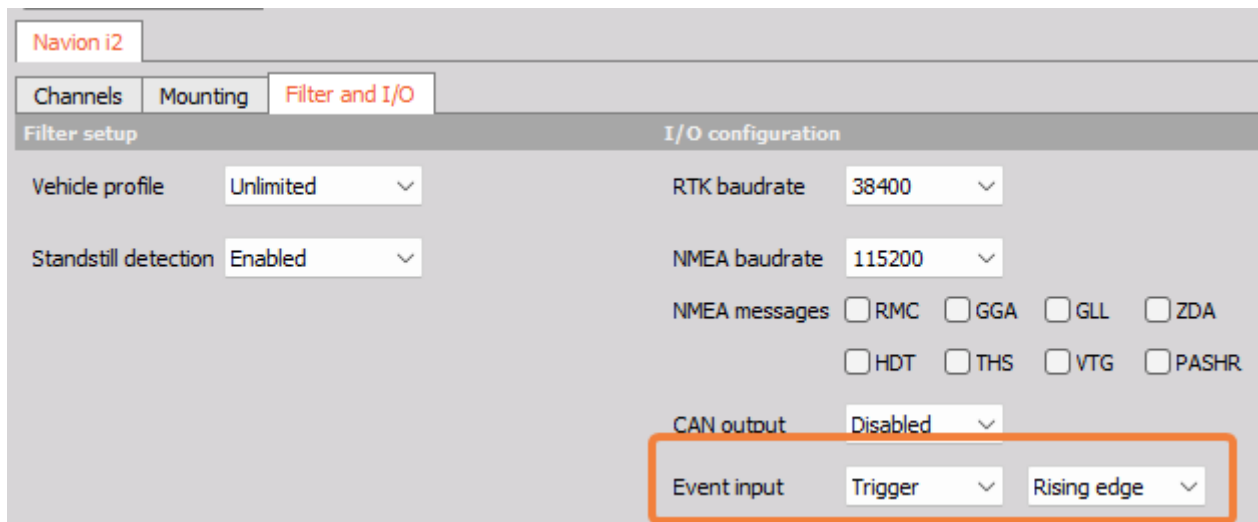 Navion i2
Channels Mounting Filter and I/O
Filter setup
Vehicle profile Unlimited
Standstill detection Enabled
I/O configuration
RTK baudrate 38400
NMEA baudrate 115200
NMEA messages RMC GGA GLL ZDA
HDT THS VTG PASHR
CAN output Disabled
Event input Trigger Rising edge